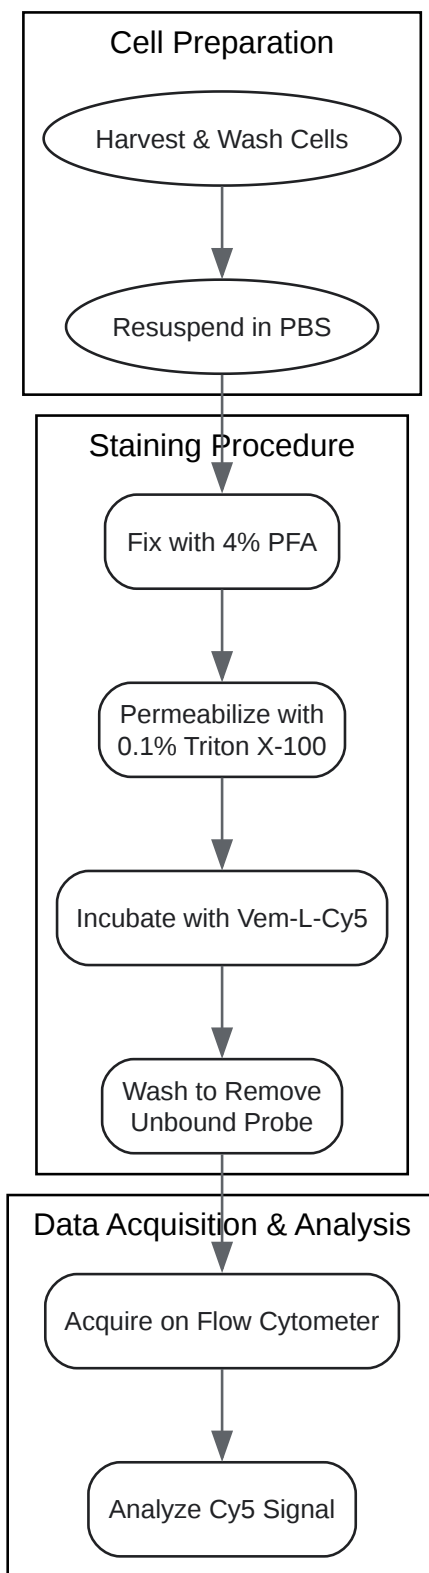 Cell Preparation
Harvest & Wash Cells
Resuspend in PBS
Staining Procedure
Fix with 4% PFA
Permeabilize with
0.1% Triton X-100
Incubate with Vem-L-Cy5
Wash to Remove
Unbound Probe
Data Acquisition & Analysis
Acquire on Flow Cytometer
Analyze Cy5 Signal